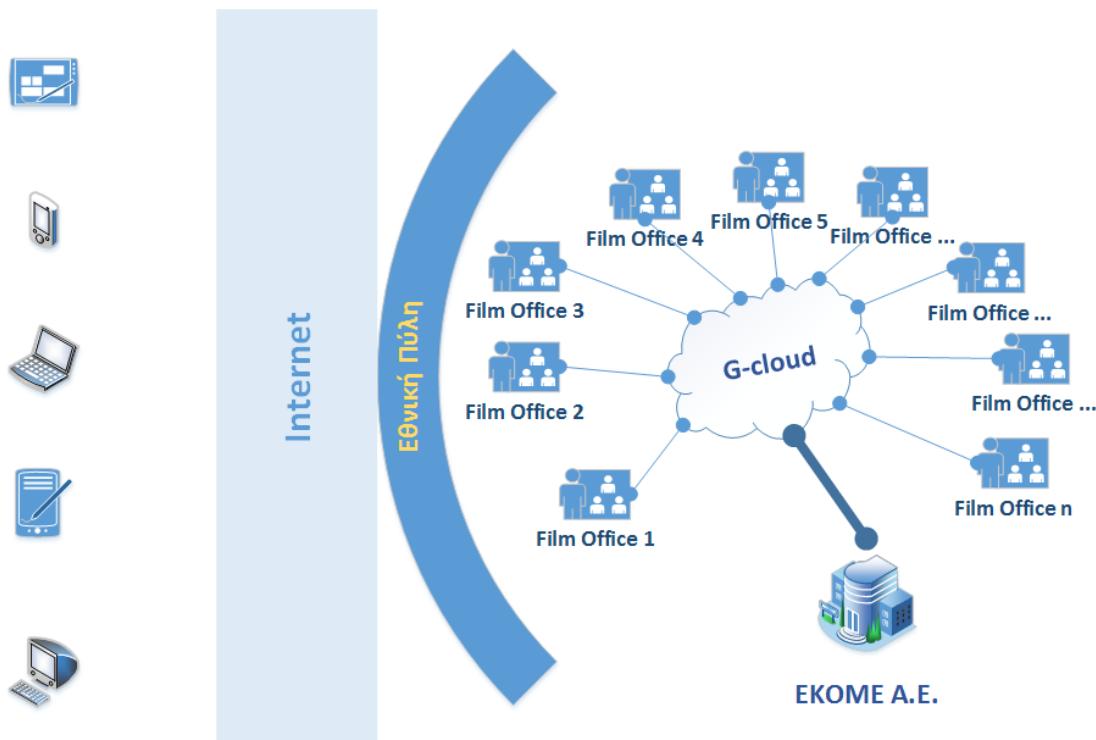 Internet
Εθνική Πύλη
Film Office 5
Film Office 4
Film Office ...
Film Office 3
Film Office ...
G-cloud
Film Office 2
Film Office ...
Film Office n
Film Office 1
ΕΚΟΜΕ Α.Ε.